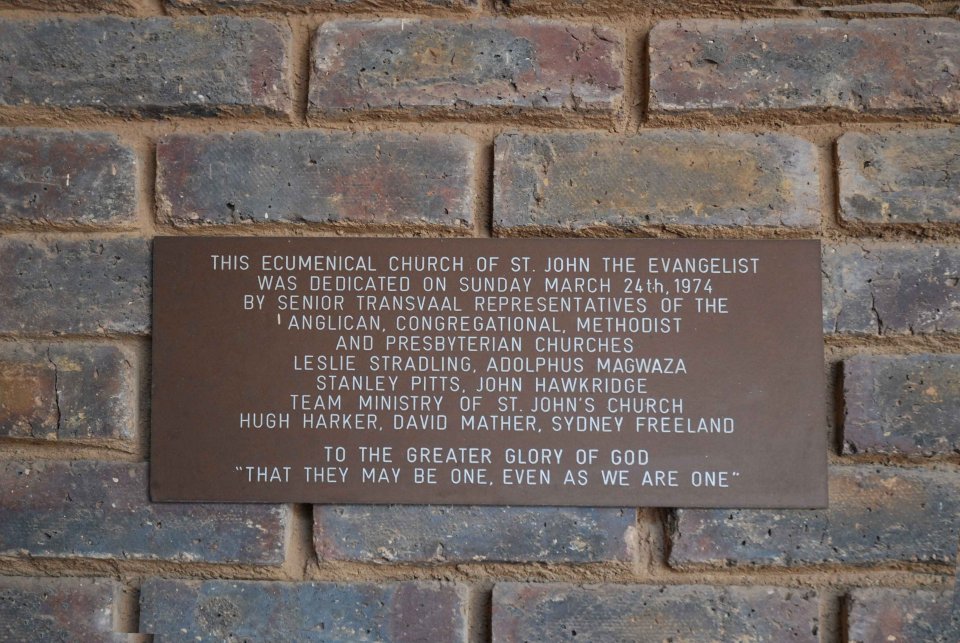 THIS ECUMENICAL CHURCH OF ST. JOHN THE EVANGELIST
WAS DEDICATED ON SUNDAY MARCH 24th, 1974
BY SENIOR TRANSVAAL REPRESENTATIVES OF THE
ANGLICAN, CONGREGATIONAL, METHODIST
AND PRESBYTERIAN CHURCHES
LESLIE STRADLING, ADOLPHUS MAGWAZA
STANLEY PITTS, JOHN HAWKRIDGE
TEAM MINISTRY OF ST. JOHN'S CHURCH
HUGH HARKER, DAVID MATHER, SYDNEY FREELAND
TO THE GREATER GLORY OF GOD
"THAT THEY MAY BE ONE, EVEN AS WE ARE ONE"